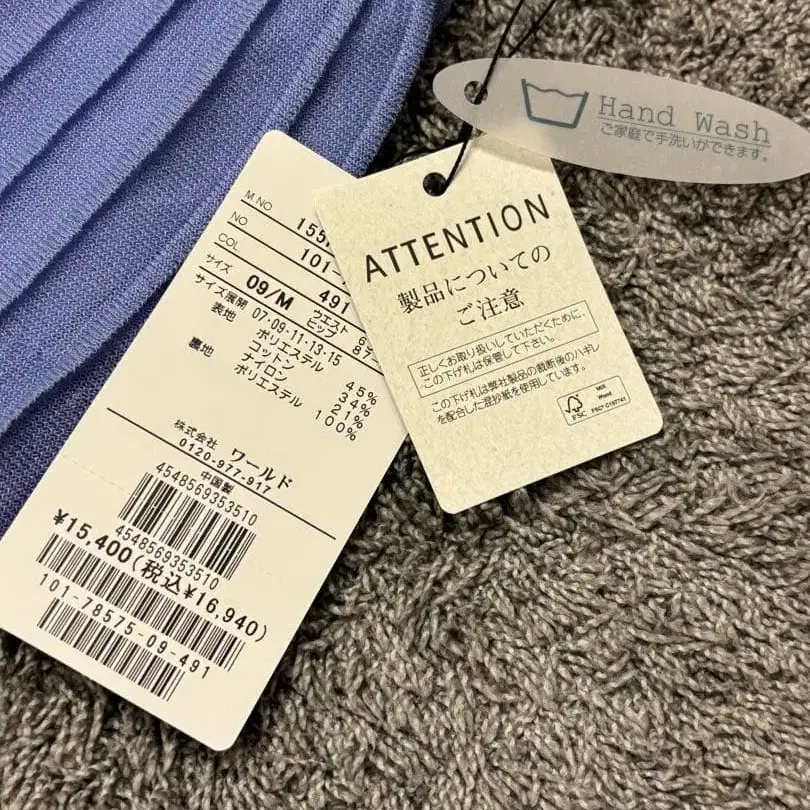 Hand Wash
ご家庭で手洗いができます。
ATTENTION
製品についての
ご注意
正しくお取り扱いしていただくために、
この下げ札は保管して下さい。
この下げ札は弊社製品の裁断後のハギレ
を配合した混抄紙を使用しています。
FSC
MIX
Wood
FSC® C157741
M.NO 155
NO 101-
COL 491
サイズ 09/M ウエスト 6
ヒップ 87
サイズ展開 07.09.11.13.15
表地 ポリエステル 45%
コットン 34%
ナイロン 21%
裏地 ポリエステル 100%
株式会社 ワールド
0120-977-917
中国製
4548569353510
4548569353510
¥15,400(税込¥16,940)
101-78575-09-491